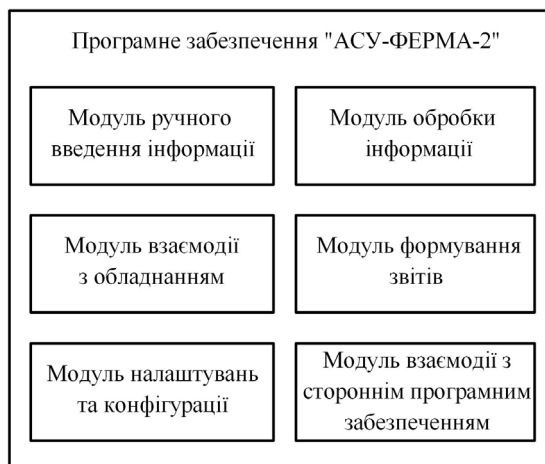 Програмне забезпечення "АСУ-ФЕРМА-2"
Модуль ручного
введення інформації
Модуль обробки
інформації
Модуль взаємодії
з обладнанням
Модуль формування
звітів
Модуль налаштувань
та конфігурації
Модуль взаємодії з
стороннім програмним
забезпеченням